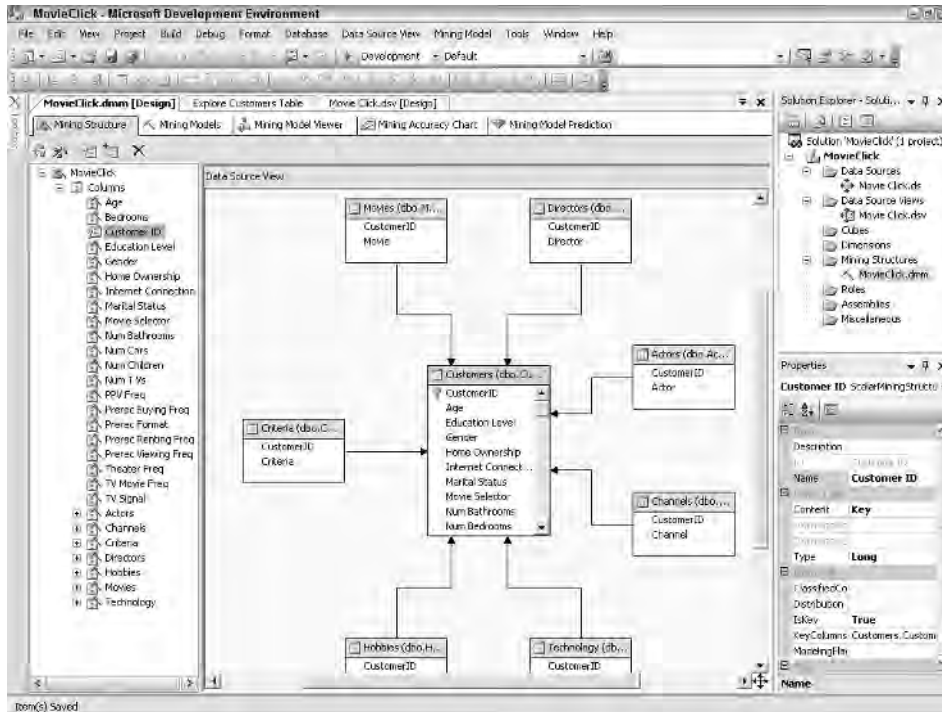 MovieClick - Microsoft Development Environment
File Edit View Project Build Debug Format Database Data Source View Mining Model Tools Window Help
Development Default
MovieClick.dmm [Design] Explore Customers Table Movie Click.dsv [Design]
Mining Structure Mining Models Mining Model Viewer Mining Accuracy Chart Mining Model Prediction
MovieClick
Columns
Age
Bedrooms
Customer ID
Education Level
Gender
Home Ownership
Internet Connection
Marital Status
Movie Selector
Num Bathrooms
Num Cars
Num Children
Num TVs
PPV Freq
Prerec Buying Freq
Prerec Format
Prerec Renting Freq
Prerec Viewing Freq
Theater Freq
TV Movie Freq
TV Signal
Actors
Channels
Criteria
Directors
Hobbies
Movies
Technology
Data Source View
Movies (dbo.M...
CustomerID
Movie
Directors (dbo....
CustomerID
Director
Customers (dbo.Cu...
CustomerID
Age
Education Level
Gender
Home Ownership
Internet Connect...
Marital Status
Movie Selector
Num Bathrooms
Num Bedrooms
Actors (dbo.Ac...
CustomerID
Actor
Criteria (dbo.C...
CustomerID
Criteria
Channels (dbo....
CustomerID
Channel
Hobbies (dbo.H...
CustomerID
Technology (db...
CustomerID
Solution Explorer - Soluti...
Solution 'MovieClick' (1 project)
MovieClick
Data Sources
Movie Click.ds
Data Source Views
Movie Click.dsv
Cubes
Dimensions
Mining Structures
MovieClick.dmm
Roles
Assemblies
Miscellaneous
Properties
Customer ID ScalarMiningStructu
Description
Name Customer ID
Content Key
Type Long
ClassifiedCo
Distribution
IsKey True
KeyColumns Customers.Custom
ModelingFla
Name
Item(s) Saved